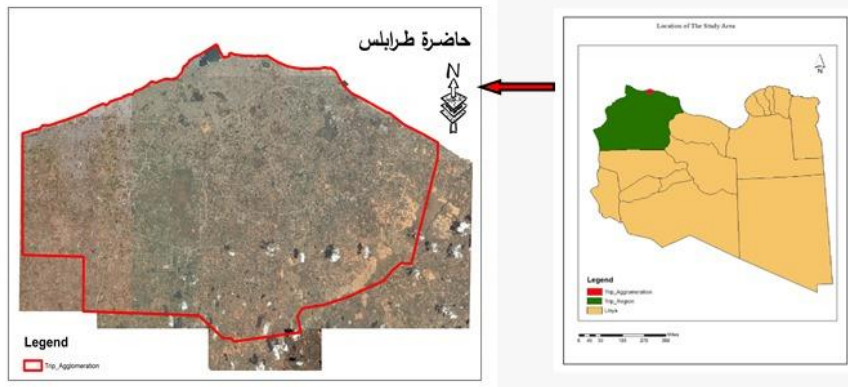 حاضرة طرابلس
N
Legend
Trip_Agglomeration
Location of The Study Area
N
Legend
Trip_Agglomeration
Trip_Region
Libya
Miles